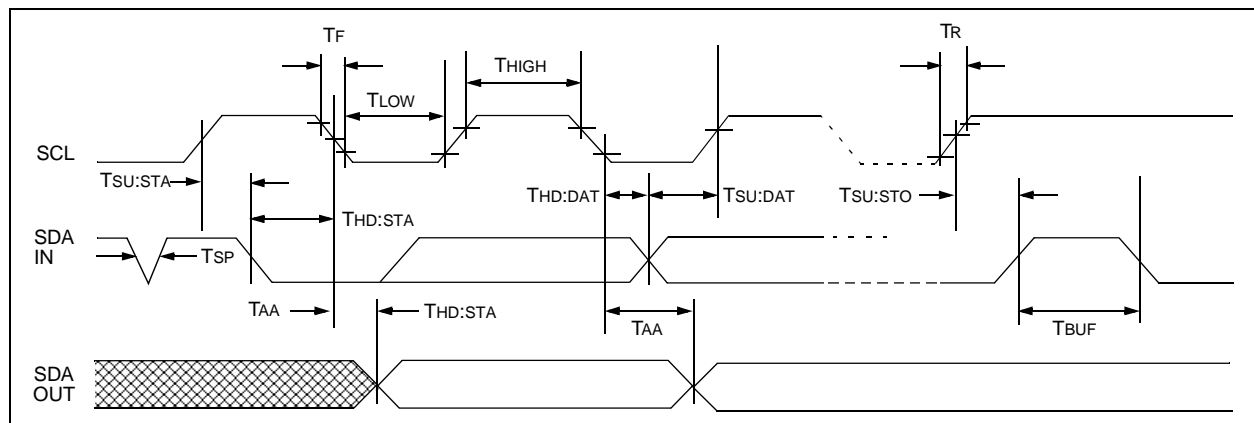 TF
TR
THIGH
TLOW
SCL
TSU:STA
THD:DAT
TSU:DAT
TSU:STO
THD:STA
SDA
IN
TSP
TAA
THD:STA
TAA
TBUF
SDA
OUT